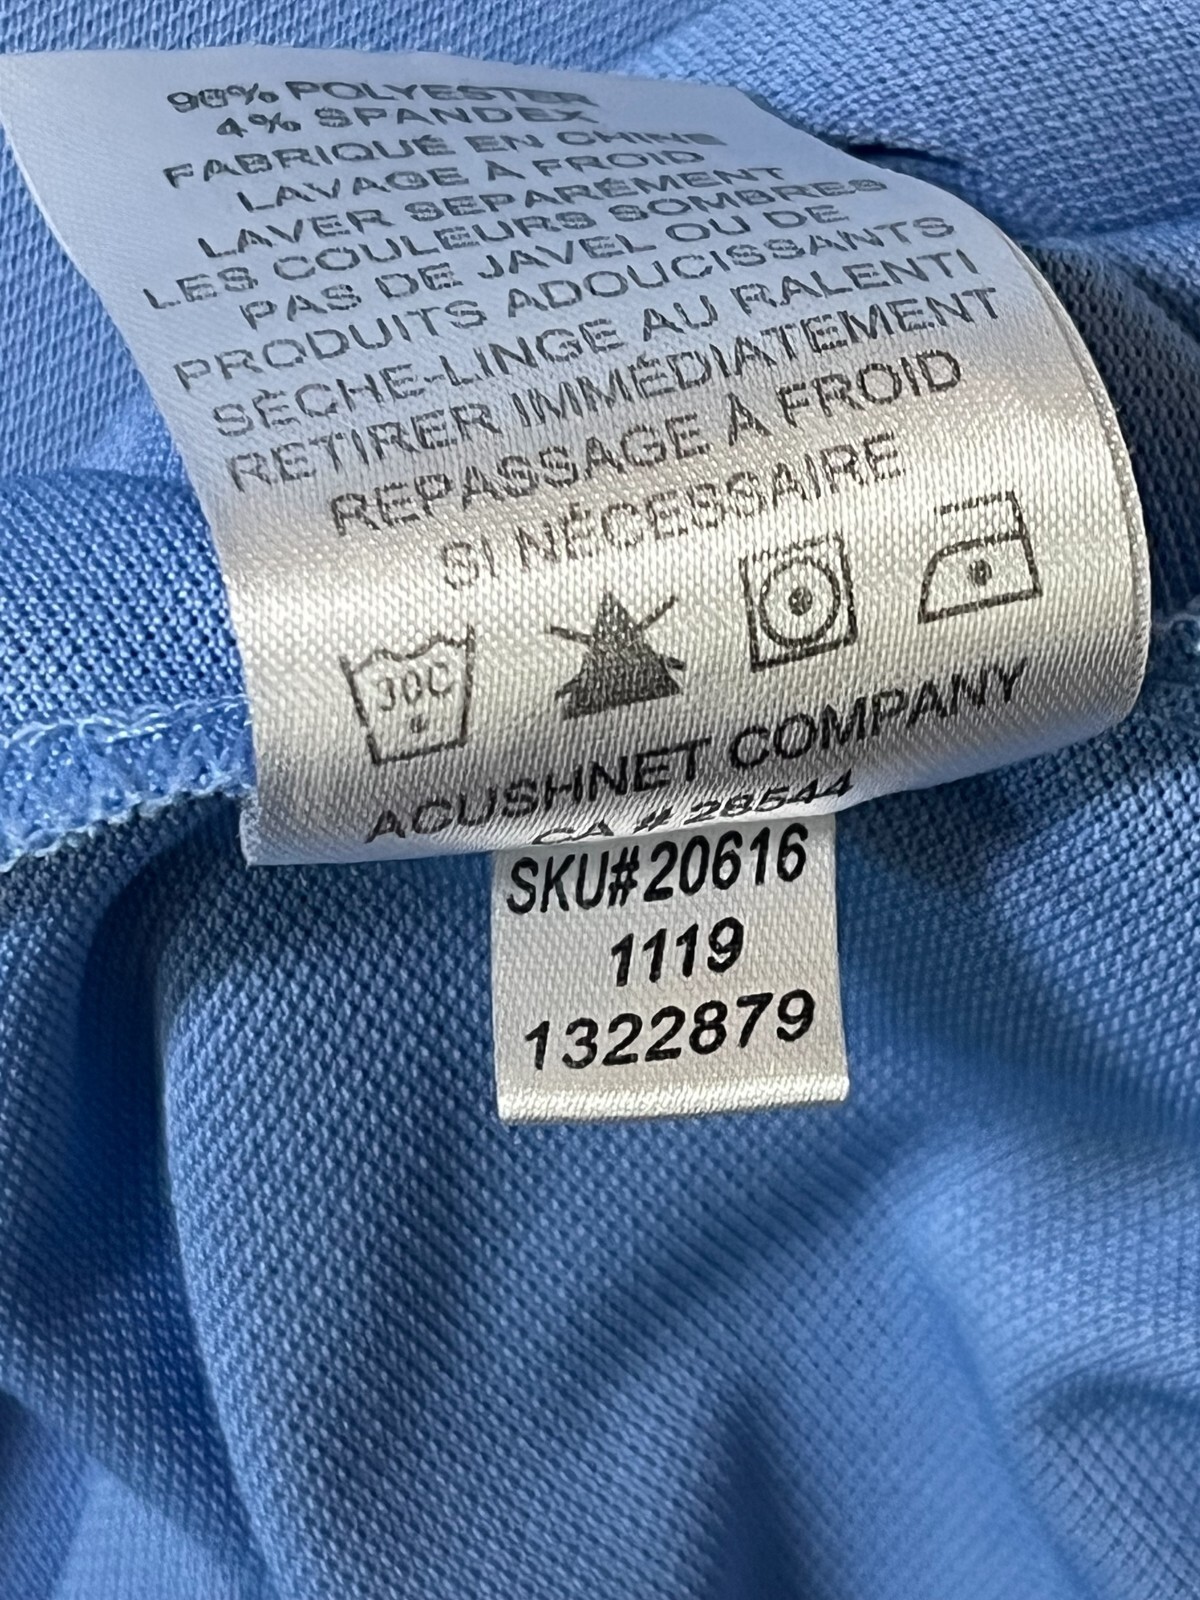 96% POLYESTER
4% SPANDEX
FABRIQUÉ EN CHINE
LAVAGE À FROID
LAVER SEPARÉMENT
LES COULEURS SOMBRES
PAS DE JAVEL OU DE
PRODUITS ADOUCISSANTS
SÈCHE-LINGE AU RALENTI
RETIRER IMMÉDIATEMENT
REPASSAGE À FROID
SI NÉCESSAIRE
30C
ACUSHNET COMPANY
CA # 28544
SKU#20616
1119
1322879